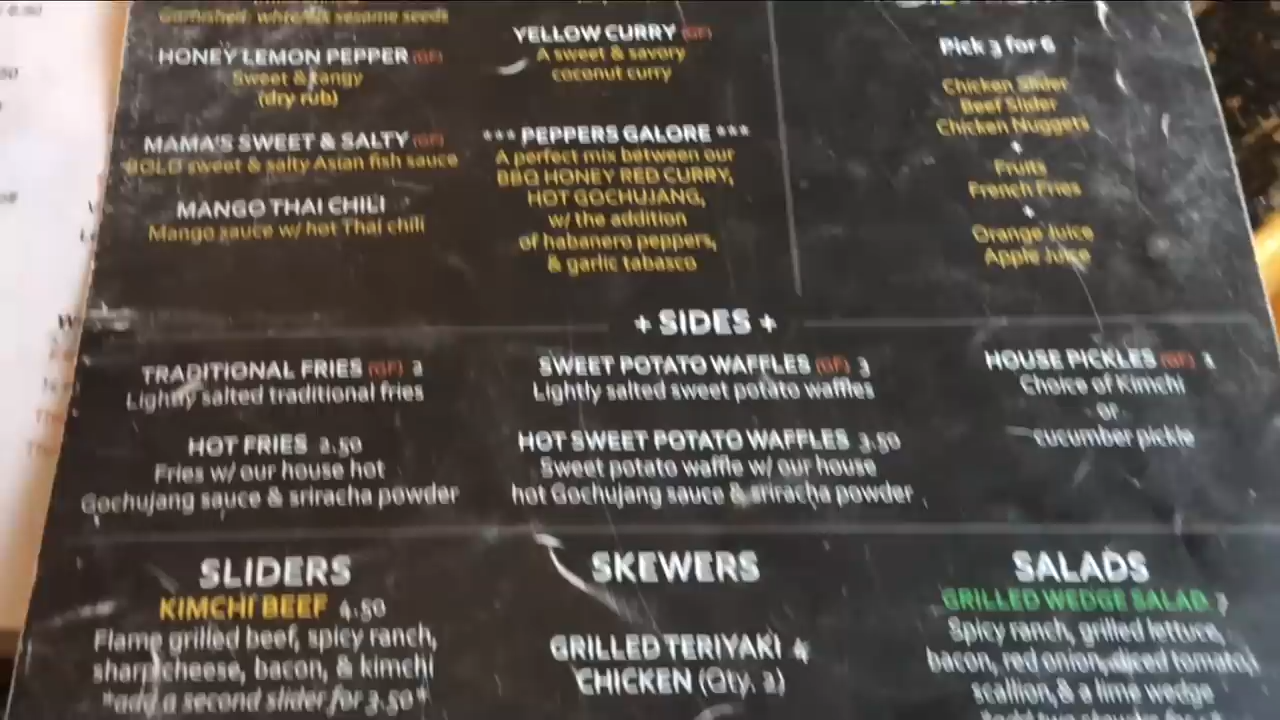 Garnished: white sesame seeds
HONEY LEMON PEPPER (GF)
Sweet & tangy
(dry rub)
MAMA'S SWEET & SALTY (GF)
BOLD sweet & salty Asian fish sauce
MANGO THAI CHILI
Mango sauce w/ hot Thai chili
YELLOW CURRY (GF)
A sweet & savory
coconut curry
*** PEPPERS GALORE ***
A perfect mix between our
BBQ HONEY RED CURRY,
HOT GOCHUJANG,
w/ the addition
of habanero peppers,
& garlic tabasco
Pick 3 for 6
Chicken Slider
Beef Slider
Chicken Nuggets
+
Fruits
French Fries
+
Orange Juice
Apple Juice
+ SIDES +
TRADITIONAL FRIES (GF) 2
Lightly salted traditional fries
HOT FRIES 2.50
Fries w/ our house hot
Gochujang sauce & sriracha powder
SWEET POTATO WAFFLES (GF) 3
Lightly salted sweet potato waffles
HOT SWEET POTATO WAFFLES 3.50
Sweet potato waffle w/ our house
hot Gochujang sauce & sriracha powder
HOUSE PICKLES (GF)
Choice of Kimchi
or
cucumber pickle
SLIDERS
KIMCHI BEEF 4.50
Flame grilled beef, spicy ranch,
sharp cheese, bacon, & kimchi
*add a second slider for 3.50*
SKEWERS
GRILLED TERIYAKI 4
CHICKEN (Qty. 2)
SALADS
GRILLED WEDGE SALAD 7
Spicy ranch, grilled lettuce,
bacon, red onion, diced tomato,
scallion, & a lime wedge